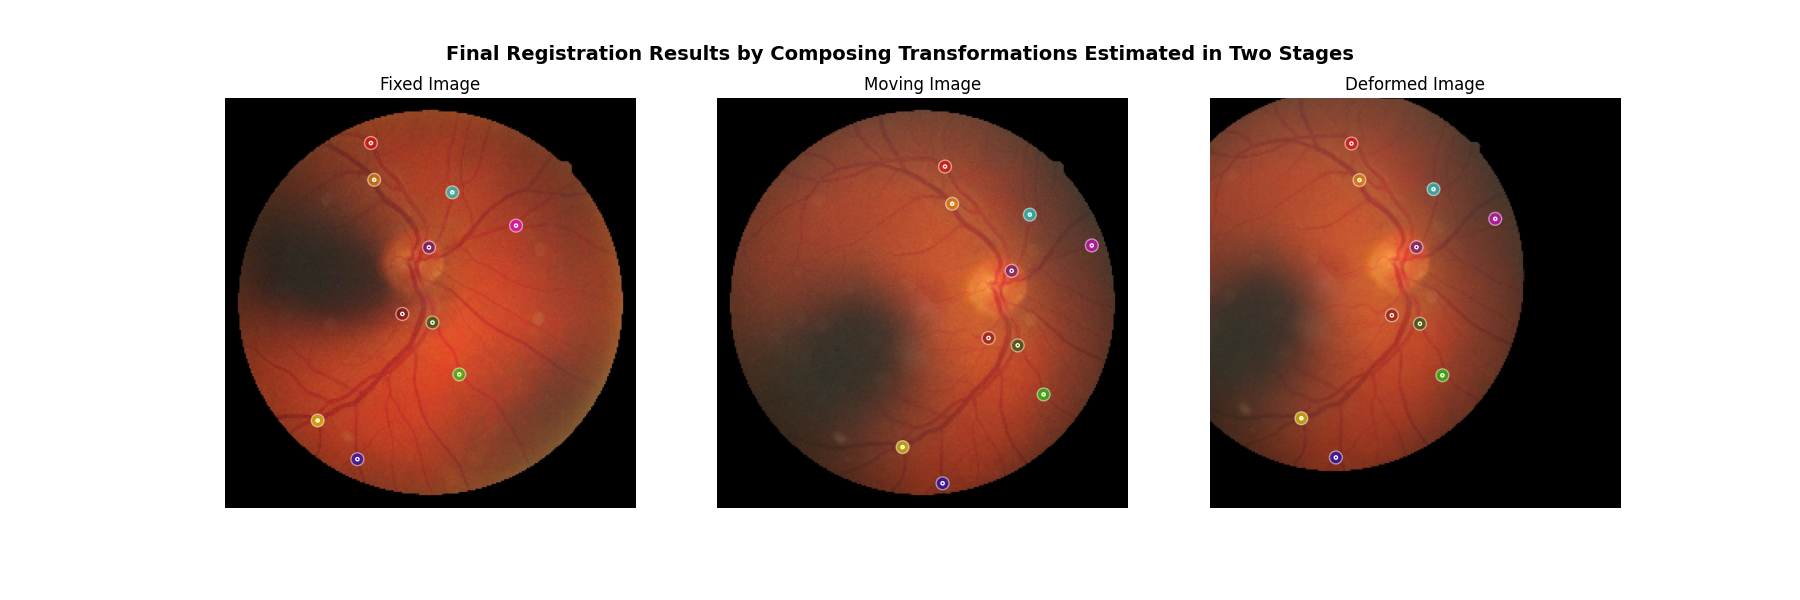 Final Registration Results by Composing Transformations Estimated in Two Stages
Fixed Image
Moving Image
Deformed Image